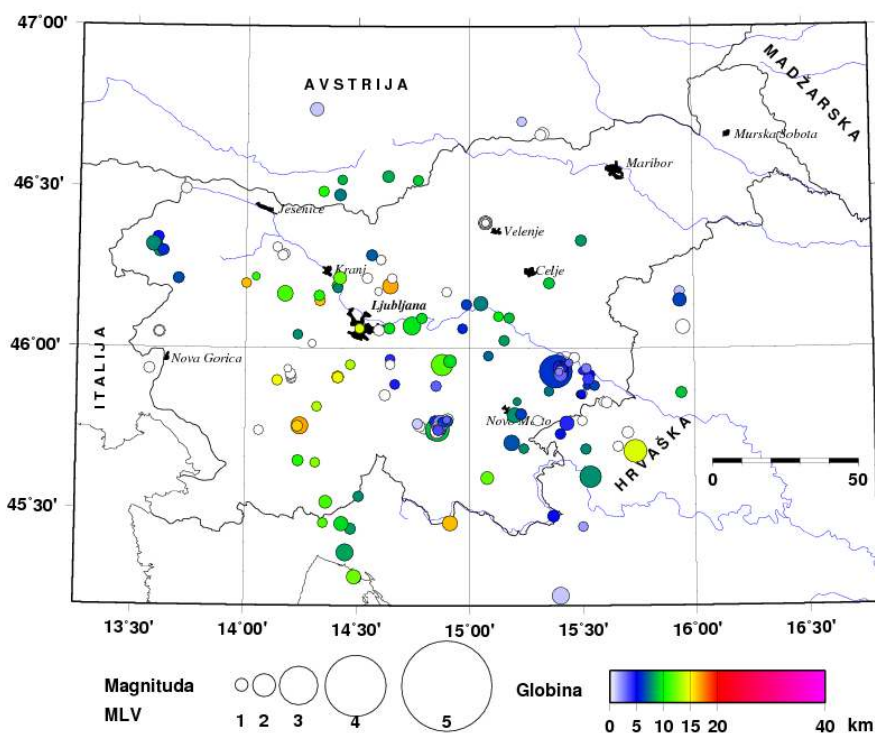 47˚00'
AVSTRIJA
MADŽARSKA
Murska Sobota
Maribor
46˚30'
Jesenice
Velenje
Kranj
Celje
Ljubljana
46˚00'
Nova Gorica
ITALIJA
Novo Mesto
HRVAŠKA
0 50
45˚30'
13˚30' 14˚00' 14˚30' 15˚00' 15˚30' 16˚00' 16˚30'
Magnituda
MLV
1 2 3 4 5
Globina
0 5 10 15 20 40 km